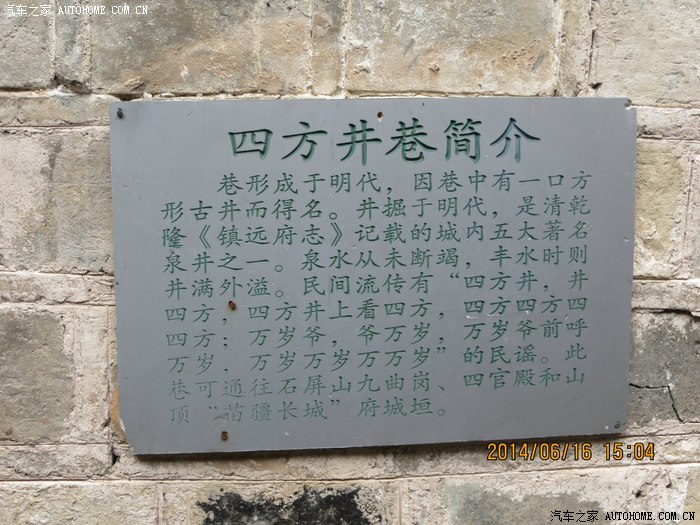 汽车之家 AUTOHOME.COM.CN
四方井巷简介
巷形成于明代，因巷中有一口方
形古井而得名。井掘于明代，是清乾
隆《镇远府志》记载的城内五大著名
泉井之一。泉水从未断竭，丰水时则
井满外溢。民间流传有“四方井，井
四方，四方井上看四方，四方四方四
四方；万岁爷，爷万岁，万岁爷前呼
万岁，万岁万岁万万岁”的民谣。此
巷可通往石屏山九曲岗、四官殿和山
顶“苗疆长城”府城垣。
2014/06/16 15:04
汽车之家 AUTOHOME.COM.CN